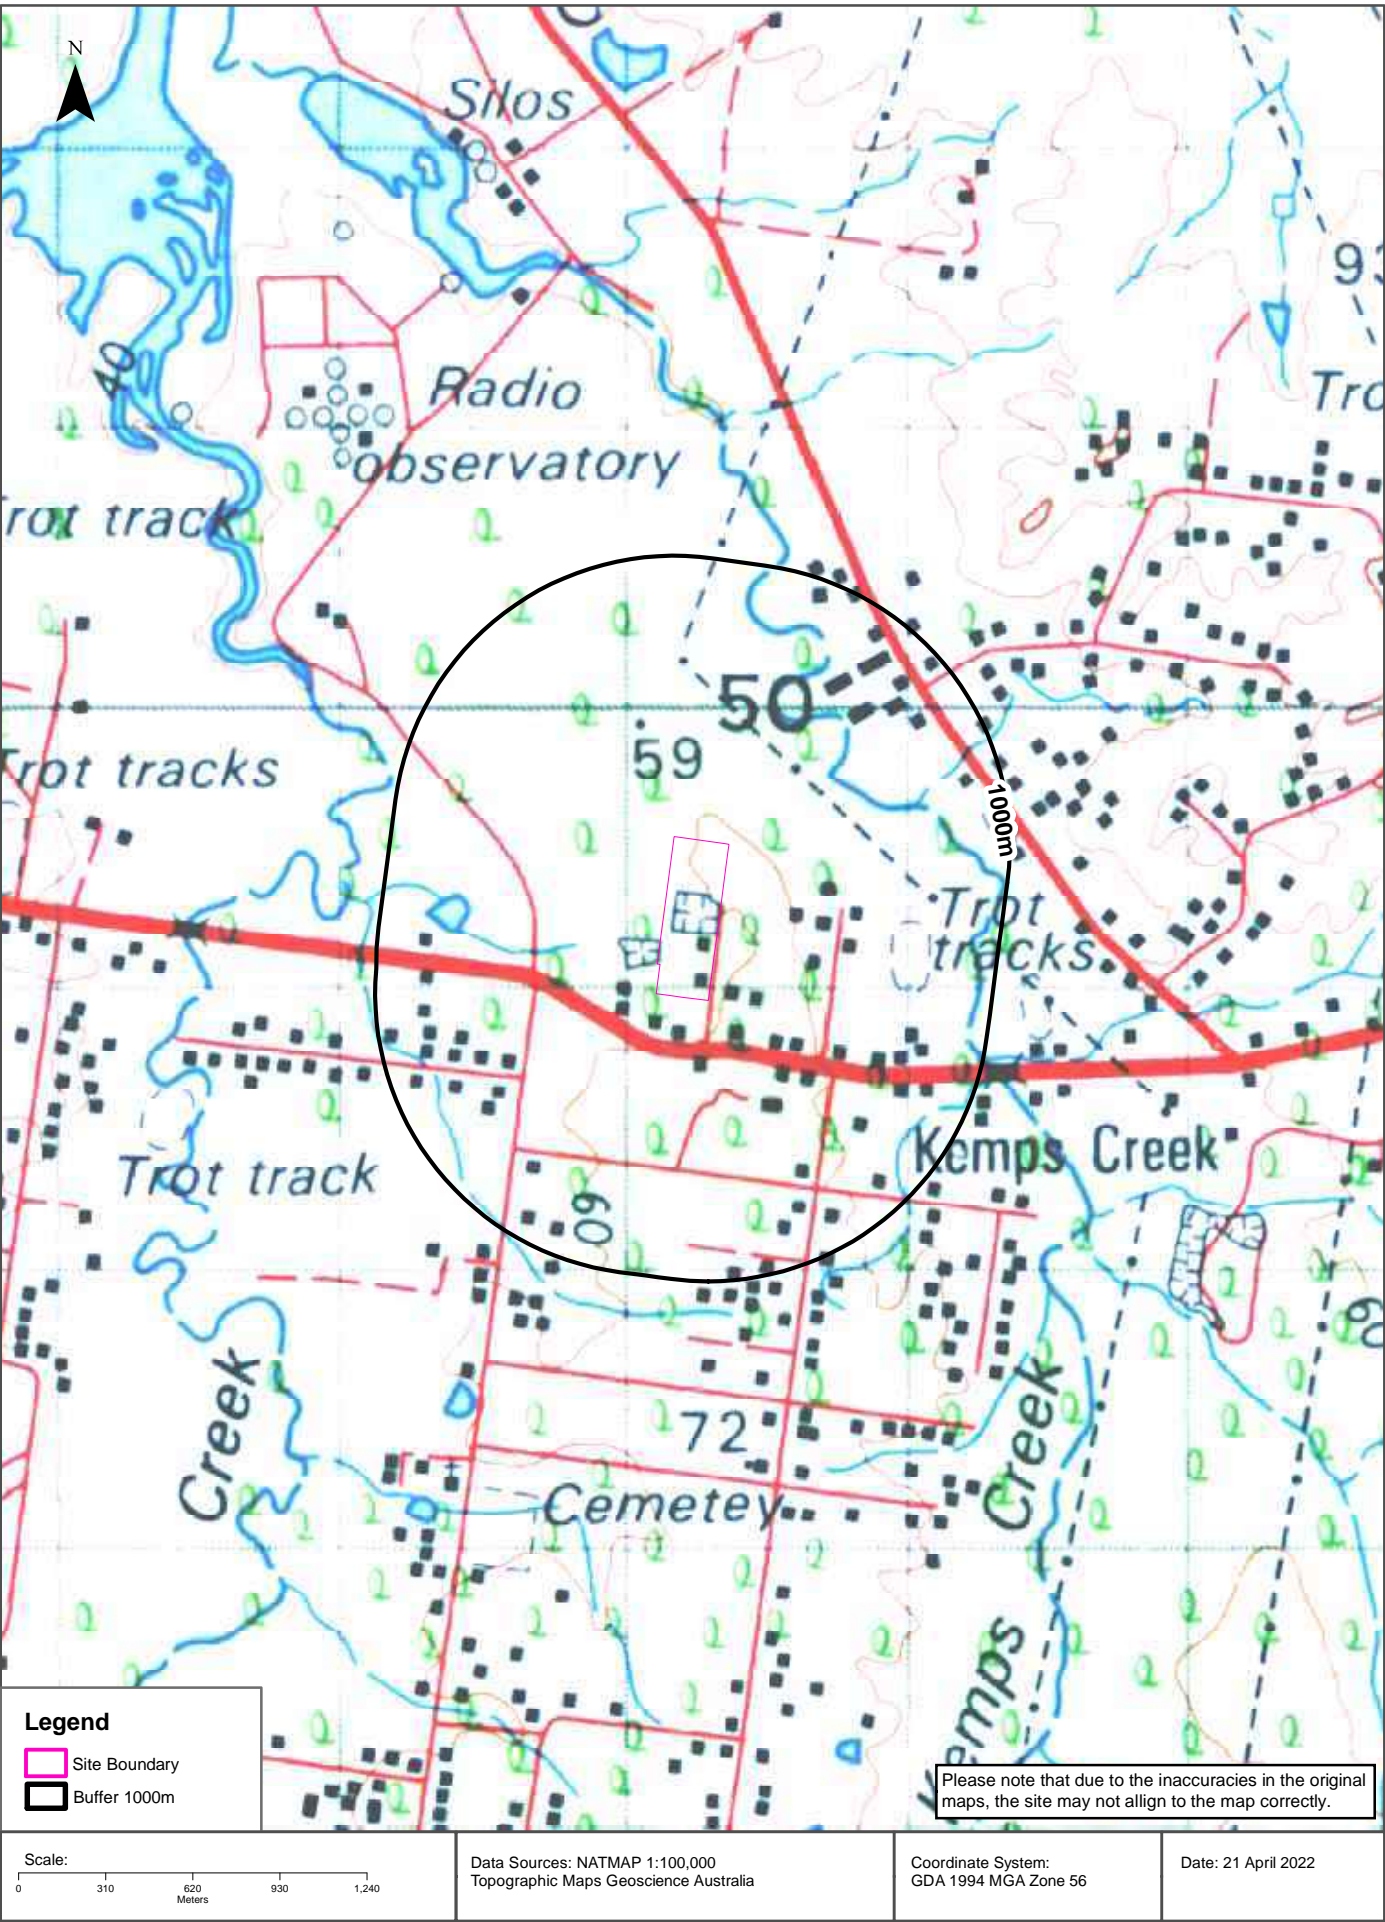 N
Silos
93
40
Radio
observatory
Tro
rot track
50
59
Trot tracks
1000m
Trot
tracks
Kemps Creek
Trot track
60
60
Creek
Creek
72
Cemetey
Kemps
Legend
Site Boundary
Buffer 1000m
Please note that due to the inaccuracies in the original
maps, the site may not allign to the map correctly.
Scale:
0 310 620 930 1,240
Meters
Data Sources: NATMAP 1:100,000
Topographic Maps Geoscience Australia
Coordinate System:
GDA 1994 MGA Zone 56
Date: 21 April 2022